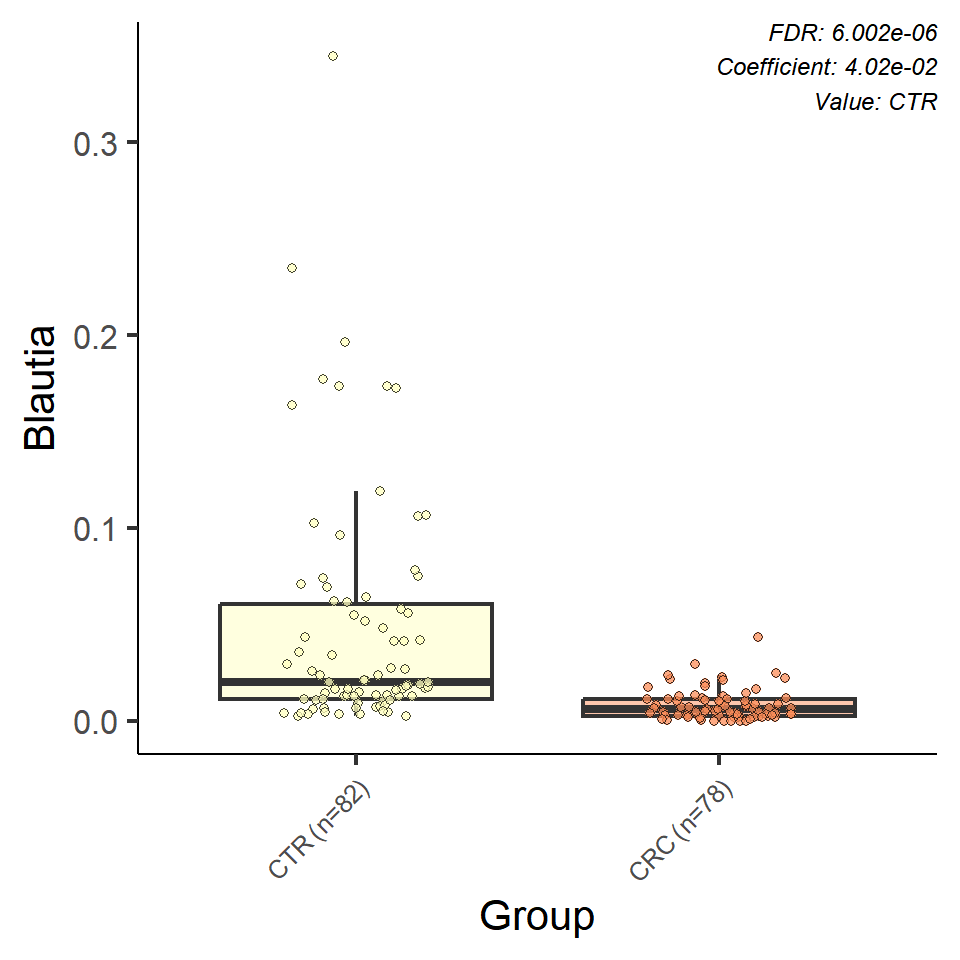 FDR: 6.002e-06
Coefficient: 4.02e-02
Value: CTR
Blautia
0.3
0.2
0.1
0.0
CTR (n=82)
CRC (n=78)
Group